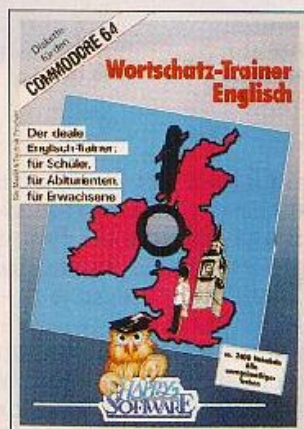 Diskette
für den
COMMODORE 64
Wortschatz-Trainer
Englisch
Der ideale
Englisch-Trainer:
für Schüler,
für Abiturienten,
für Erwachsene
HAPPY
SOFTWARE